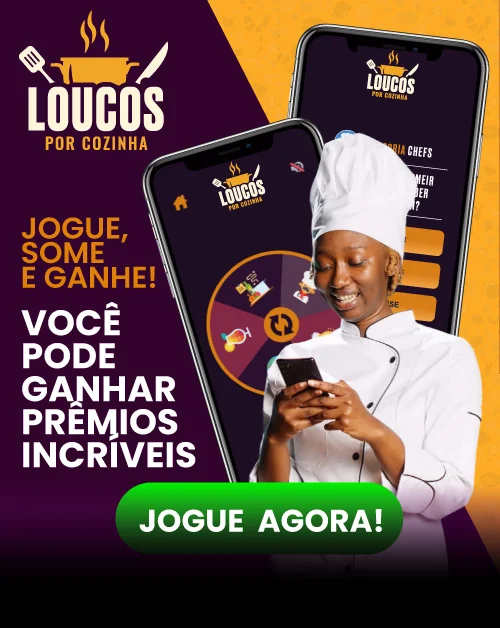 LOUCOS
POR COZINHA
LOUCOS
POR COZINHA
CHEFS
LOUCOS
POR COZINHA
JOGUE,
SOME
E GANHE!
VOCÊ
PODE
GANHAR
PRÊMIOS
INCRÍVEIS
JOGUE AGORA!